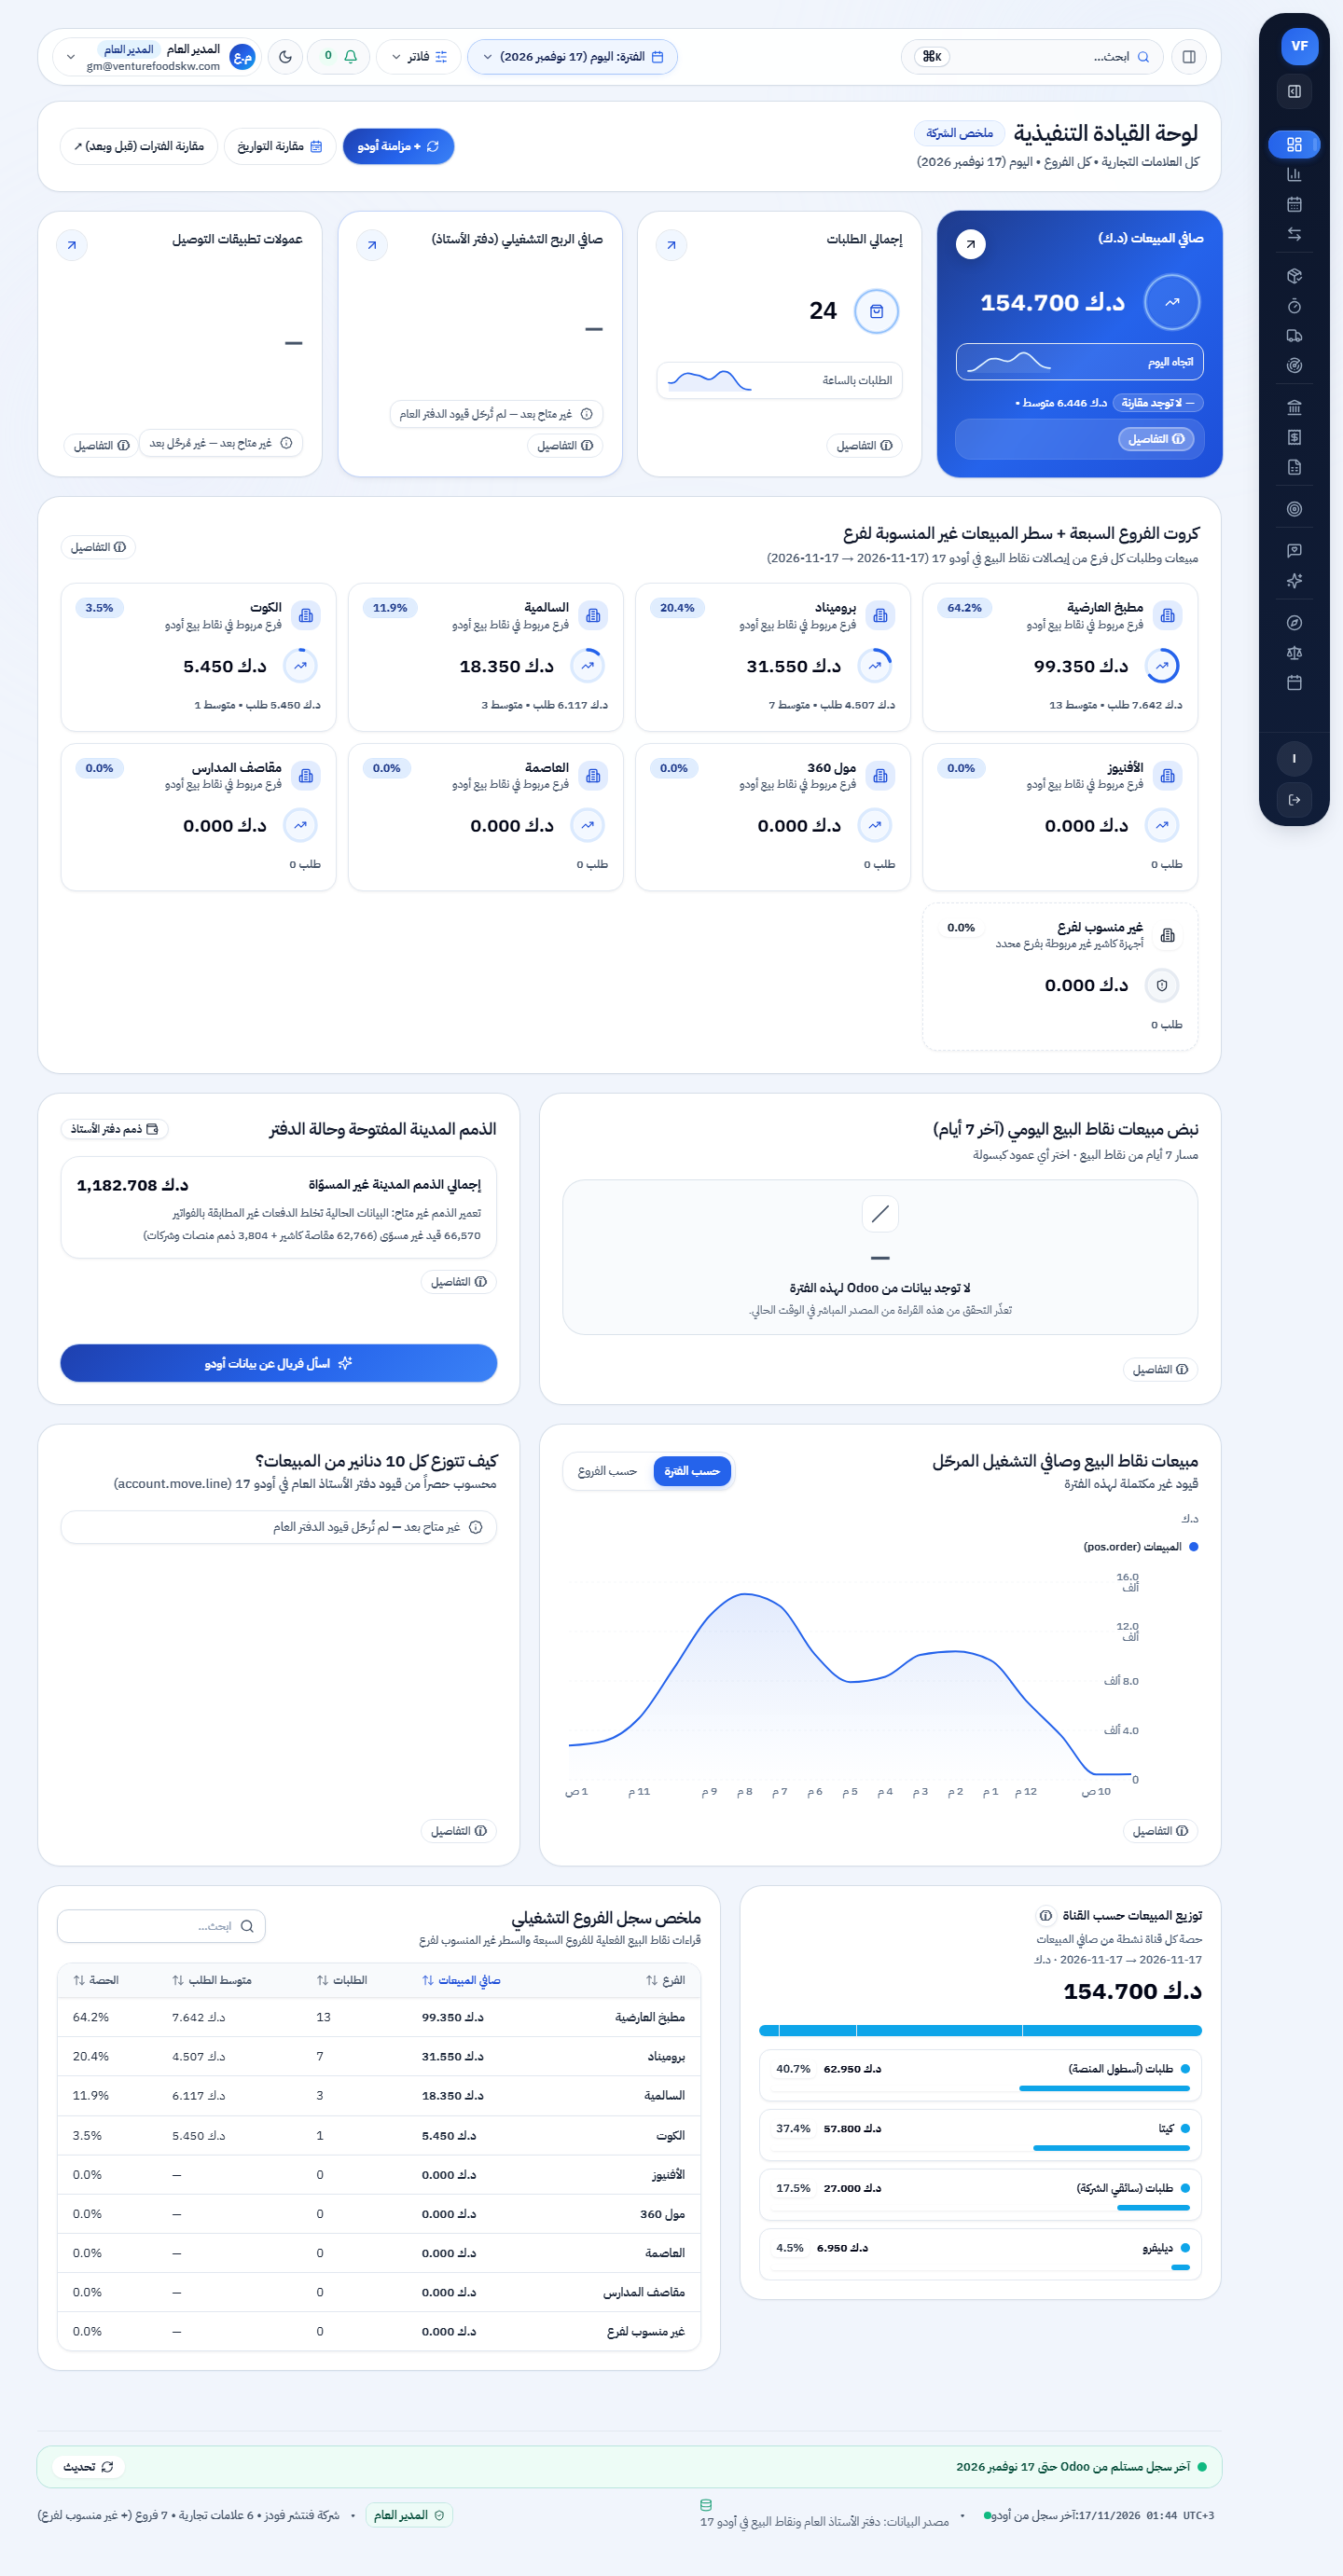 VF
ابحث...
⌘K
الفترة: اليوم (17 نوفمبر 2026)
فلاتر
0
م.ع
المدير العام
المدير العام
gm@venturefoodskw.com
لوحة القيادة التنفيذية
ملخص الشركة
كل العلامات التجارية • كل الفروع • اليوم (17 نوفمبر 2026)
+ مزامنة أودو
مقارنة التواريخ
مقارنة الفترات (قبل وبعد) ↗
صافي المبيعات (د.ك)
د.ك 154.700
اتجاه اليوم
— لا توجد مقارنة
د.ك 6.446 متوسط •
التفاصيل
إجمالي الطلبات
24
الطلبات بالساعة
التفاصيل
صافي الربح التشغيلي (دفتر الأستاذ)
—
غير متاح بعد — لم تُرحّل قيود الدفتر العام
التفاصيل
عمولات تطبيقات التوصيل
—
غير متاح بعد — غير مُرحَّل بعد
التفاصيل
كروت الفروع السبعة + سطر المبيعات غير المنسوبة لفرع
مبيعات وطلبات كل فرع من إيصالات نقاط البيع في أودو 17 (2026-11-17 → 2026-11-17)
التفاصيل
مطبخ العارضية
64.2%
فرع مربوط في نقاط بيع أودو
د.ك 99.350
د.ك 7.642 طلب • متوسط 13
بروميناد
20.4%
فرع مربوط في نقاط بيع أودو
د.ك 31.550
د.ك 4.507 طلب • متوسط 7
السالمية
11.9%
فرع مربوط في نقاط بيع أودو
د.ك 18.350
د.ك 6.117 طلب • متوسط 3
الكوت
3.5%
فرع مربوط في نقاط بيع أودو
د.ك 5.450
د.ك 5.450 طلب • متوسط 1
الأفنيوز
0.0%
فرع مربوط في نقاط بيع أودو
د.ك 0.000
طلب 0
مول 360
0.0%
فرع مربوط في نقاط بيع أودو
د.ك 0.000
طلب 0
العاصمة
0.0%
فرع مربوط في نقاط بيع أودو
د.ك 0.000
طلب 0
مقاصف المدارس
0.0%
فرع مربوط في نقاط بيع أودو
د.ك 0.000
طلب 0
غير منسوب لفرع
0.0%
أجهزة كاشير غير مربوطة بفرع محدد
د.ك 0.000
طلب 0
I
نبض مبيعات نقاط البيع اليومي (آخر 7 أيام)
مسار 7 أيام من نقاط البيع · اختر أي عمود كبسولة
—
لا توجد بيانات من Odoo لهذه الفترة
تعذّر التحقق من هذه القراءة من المصدر المباشر في الوقت الحالي.
التفاصيل
الذمم المدينة المفتوحة وحالة الدفتر
ذمم دفتر الأستاذ
إجمالي الذمم المدينة غير المسوّاة
د.ك 1,182.708
تعمير الذمم غير متاح: البيانات الحالية تخلط الدفعات غير المطابقة بالفواتير
66,570 قيد غير مسوّى (62,766 مقاصة كاشير + 3,804 ذمم منصات وشركات)
التفاصيل
اسأل فريال عن بيانات أودو
مبيعات نقاط البيع وصافي التشغيل المرحّل
قيود غير مكتملة لهذه الفترة
حسب الفترة
حسب الفروع
د.ك
المبيعات (pos.order)
16.0 ألف
12.0 ألف
8.0 ألف
4.0 ألف
0
10 ص
12 م
1 م
2 م
3 م
4 م
5 م
6 م
7 م
8 م
9 م
11 م
1 ص
التفاصيل
كيف تتوزع كل 10 دنانير من المبيعات؟
محسوب حصراً من قيود دفتر الأستاذ العام في أودو 17 (account.move.line)
غير متاح بعد — لم تُرحّل قيود الدفتر العام
التفاصيل
توزيع المبيعات حسب القناة
حصة كل قناة نشطة من صافي المبيعات
2026-11-17 → 2026-11-17 · د.ك
د.ك 154.700
طلبات (أسطول المنصة)
د.ك 62.950
40.7%
كيتا
د.ك 57.800
37.4%
طلبات (سائقي الشركة)
د.ك 27.000
17.5%
ديليفرو
د.ك 6.950
4.5%
ملخص سجل الفروع التشغيلي
قراءات نقاط البيع الفعلية للفروع السبعة والسطر غير المنسوب لفرع
ابحث...
الفرع
الطلبات
صافي المبيعات
متوسط الطلب
الحصة
مطبخ العارضية د.ك 99.350 13 د.ك 7.642 64.2%
بروميناد د.ك 31.550 7 د.ك 4.507 20.4%
السالمية د.ك 18.350 3 د.ك 6.117 11.9%
الكوت د.ك 5.450 1 د.ك 5.450 3.5%
الأفنيوز د.ك 0.000 0 — 0.0%
مول 360 د.ك 0.000 0 — 0.0%
العاصمة د.ك 0.000 0 — 0.0%
مقاصف المدارس د.ك 0.000 0 — 0.0%
غير منسوب لفرع د.ك 0.000 0 — 0.0%
آخر سجل مستلم من Odoo حتى 17 نوفمبر 2026
تحديث
آخر سجل من أودو: 17/11/2026 01:44 UTC+3
•
مصدر البيانات: دفتر الأستاذ العام ونقاط البيع في أودو 17
المدير العام
•
شركة فنتشر فودز • 6 علامات تجارية • 7 فروع (+ غير منسوب لفرع)